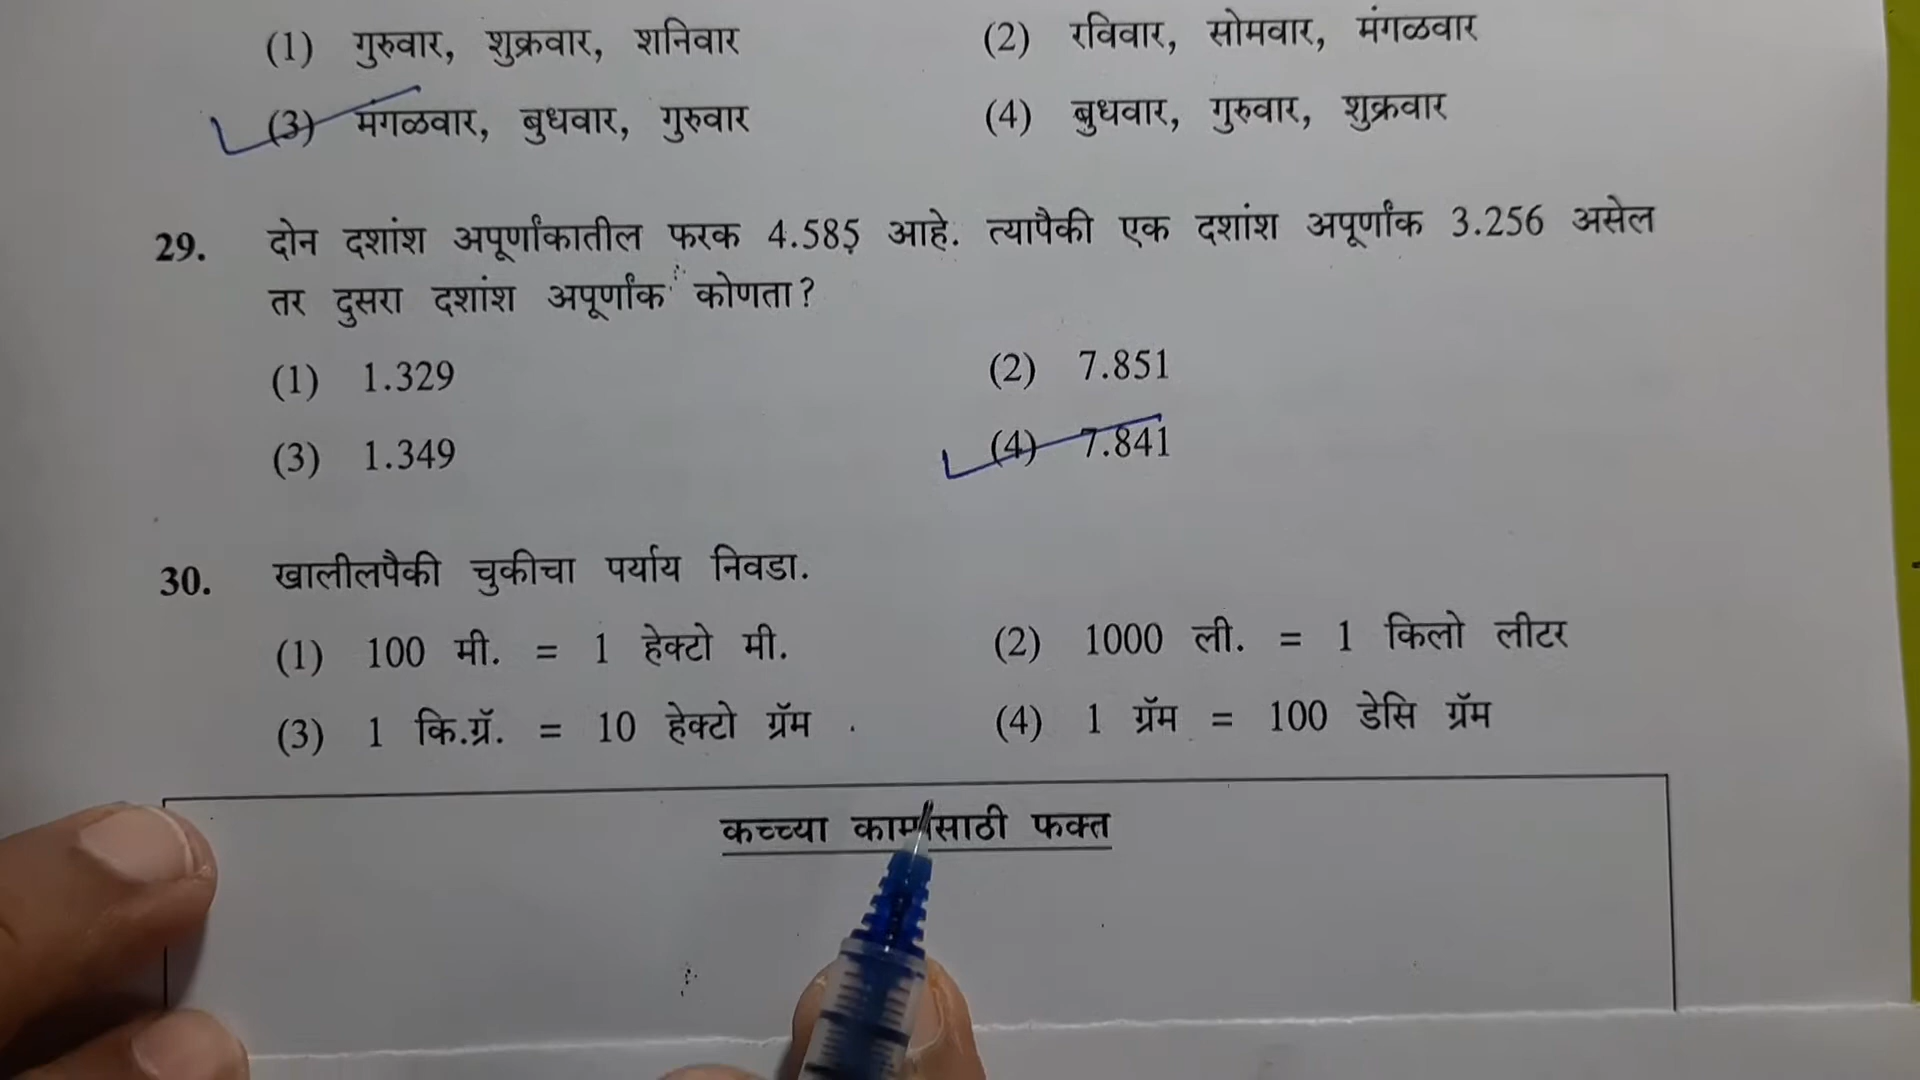 (1) गुरुवार, शुक्रवार, शनिवार (2) रविवार, सोमवार, मंगळवार
(3) मंगळवार, बुधवार, गुरुवार (4) बुधवार, गुरुवार, शुक्रवार
29. दोन दशांश अपूर्णांकातील फरक 4.585 आहे. त्यापैकी एक दशांश अपूर्णांक 3.256 असेल
तर दुसरा दशांश अपूर्णांक कोणता?
(1) 1.329 (2) 7.851
(3) 1.349 (4) 7.841
30. खालीलपैकी चुकीचा पर्याय निवडा.
(1) 100 मी. = 1 हेक्टो मी. (2) 1000 ली. = 1 किलो लीटर
(3) 1 कि.ग्रॅ. = 10 हेक्टो ग्रॅम (4) 1 ग्रॅम = 100 डेसि ग्रॅम
कच्च्या कामासाठी फक्त